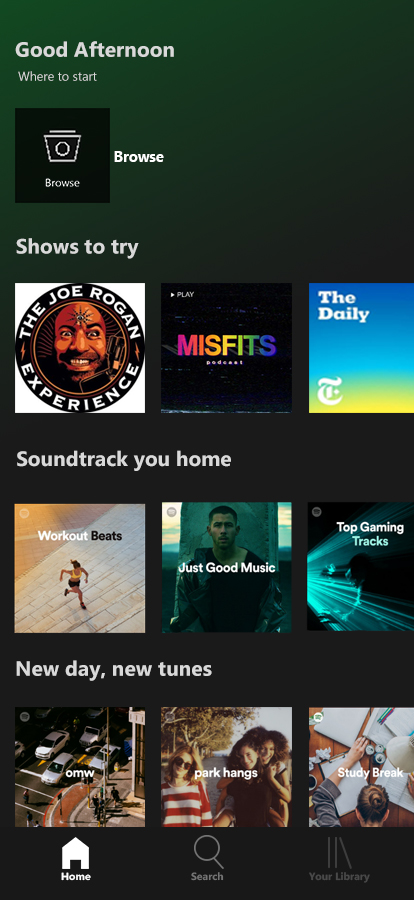 Good Afternoon
Where to start
Browse
Browse
Shows to try
THE JOE ROGAN
EXPERIENCE
PLAY
MISFITS
podcast
The
Daily
T
Soundtrack you home
Workout Beats
Just Good Music
Top Gaming
Tracks
New day, new tunes
omw
park hangs
Study Break
Home
Search
Your Library